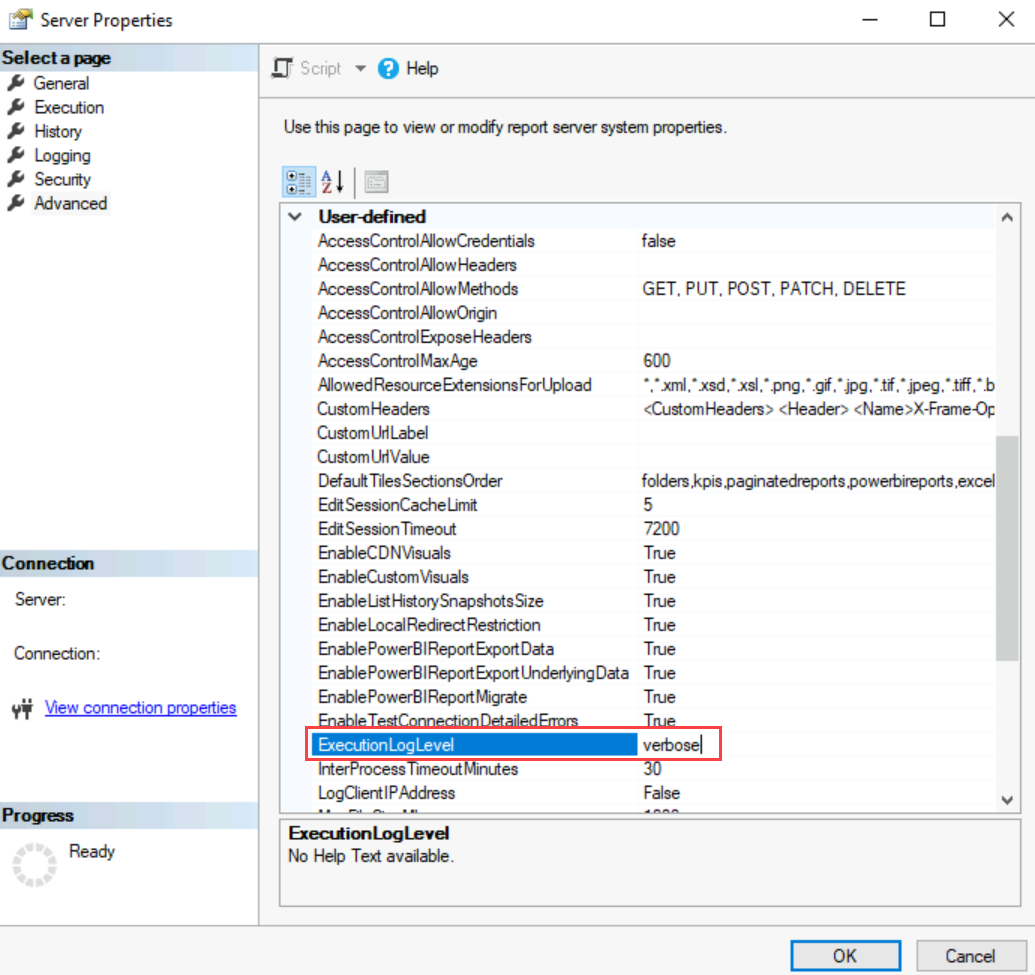 Server Properties
Select a page
General
Execution
History
Logging
Security
Advanced
Script
Help
Use this page to view or modify report server system properties.
User-defined
AccessControlAllowCredentials false
AccessControlAllowHeaders
AccessControlAllowMethods GET, PUT, POST, PATCH, DELETE
AccessControlAllowOrigin
AccessControlExposeHeaders
AccessControlMaxAge 600
AllowedResourceExtensionsForUpload *,*.xml,*.xsd,*.xsl,*.png,*.gif,*.jpg,*.tif,*.jpeg,*.tiff,*.b
CustomHeaders <CustomHeaders> <Header> <Name>X-Frame-Op
CustomUrlLabel
CustomUrlValue
DefaultTilesSectionsOrder folders,kpis,paginatedreports,powerbireports,excel
EditSessionCacheLimit 5
EditSessionTimeout 7200
EnableCDNVisuals True
EnableCustomVisuals True
EnableListHistorySnapshotsSize True
EnableLocalRedirectRestriction True
EnablePowerBIReportExportData True
EnablePowerBIReportExportUnderlyingData True
EnablePowerBIReportMigrate True
EnableTestConnectionDetailedErrors True
ExecutionLogLevel verbose
InterProcessTimeoutMinutes 30
LogClientIPAddress False
ExecutionLogLevel
No Help Text available.
Connection
Server:
Connection:
View connection properties
Progress
Ready
OK
Cancel